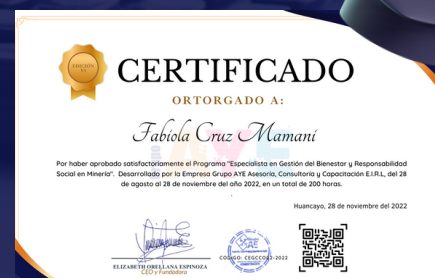 EDICIÓN
CERTIFICADO
ORTORGADO A:
Fabiola Cruz Mamani
Por haber aprobado satisfactoriamente el Programa "Especialista en Gestión del Bienestar y Responsabilidad
Social en Minería". Desarrollada por la Empresa Grupo AYE Asesoría, Consultoría y Capacitación E.I.R.L, del 28
de agosto al 28 de noviembre del año 2022, en un total de 200 horas.
Huancayo, 28 de noviembre del 2022
ELIZABETH ORELLANA ESPINOZA
CEO y Fundadora